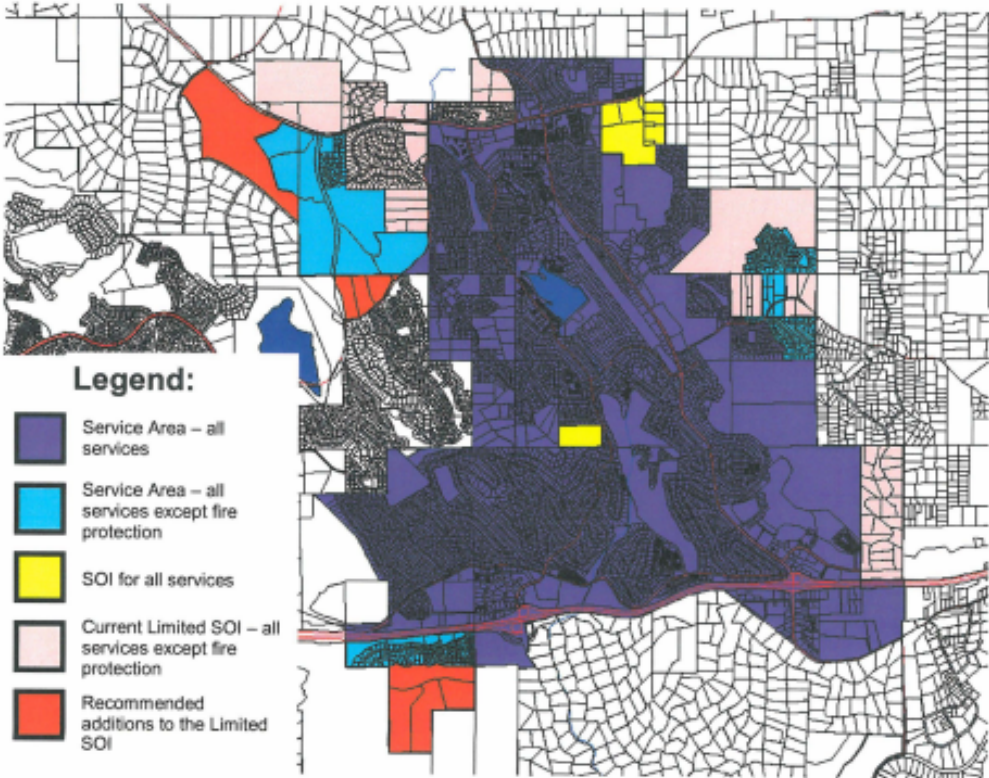 Legend:
Service Area – all
services
Service Area – all
services except fire
protection
SOI for all services
Current Limited SOI – all
services except fire
protection
Recommended
additions to the Limited
SOI